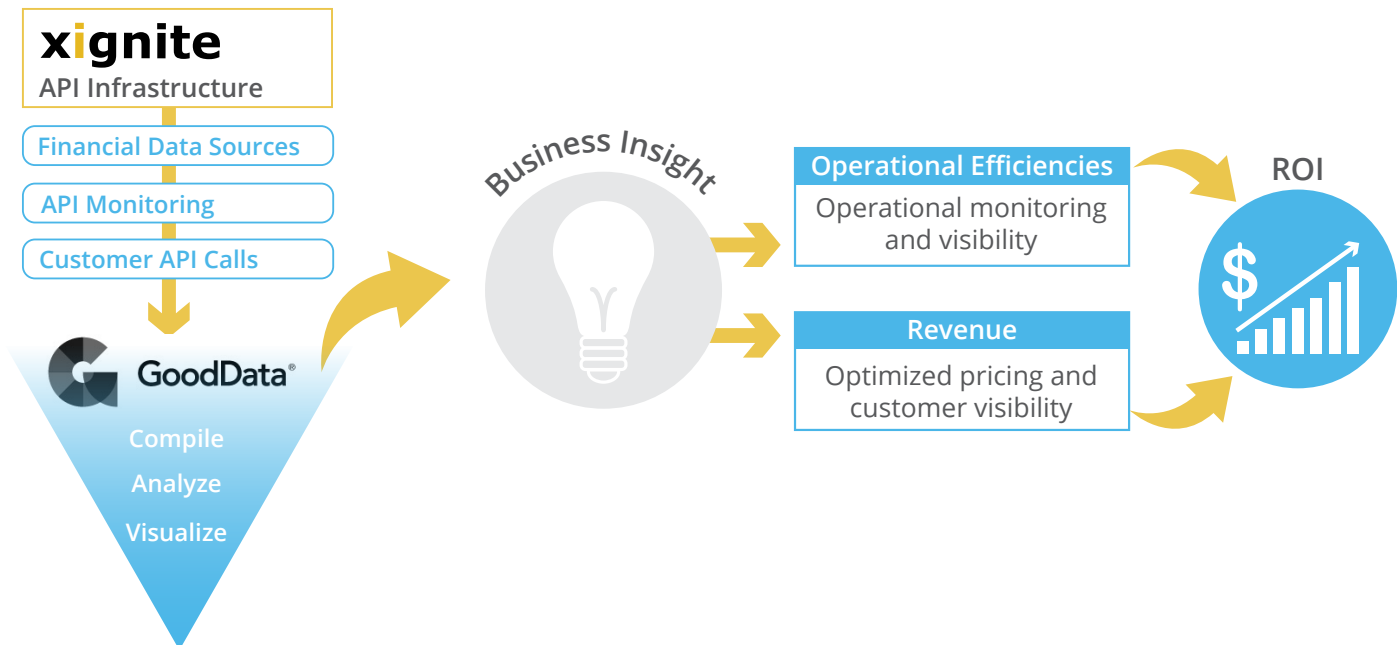 xignite
API Infrastructure
Financial Data Sources
API Monitoring
Customer API Calls
GoodData®
Compile
Analyze
Visualize
Business Insight
Operational Efficiencies
Operational monitoring
and visibility
Revenue
Optimized pricing and
customer visibility
ROI
$